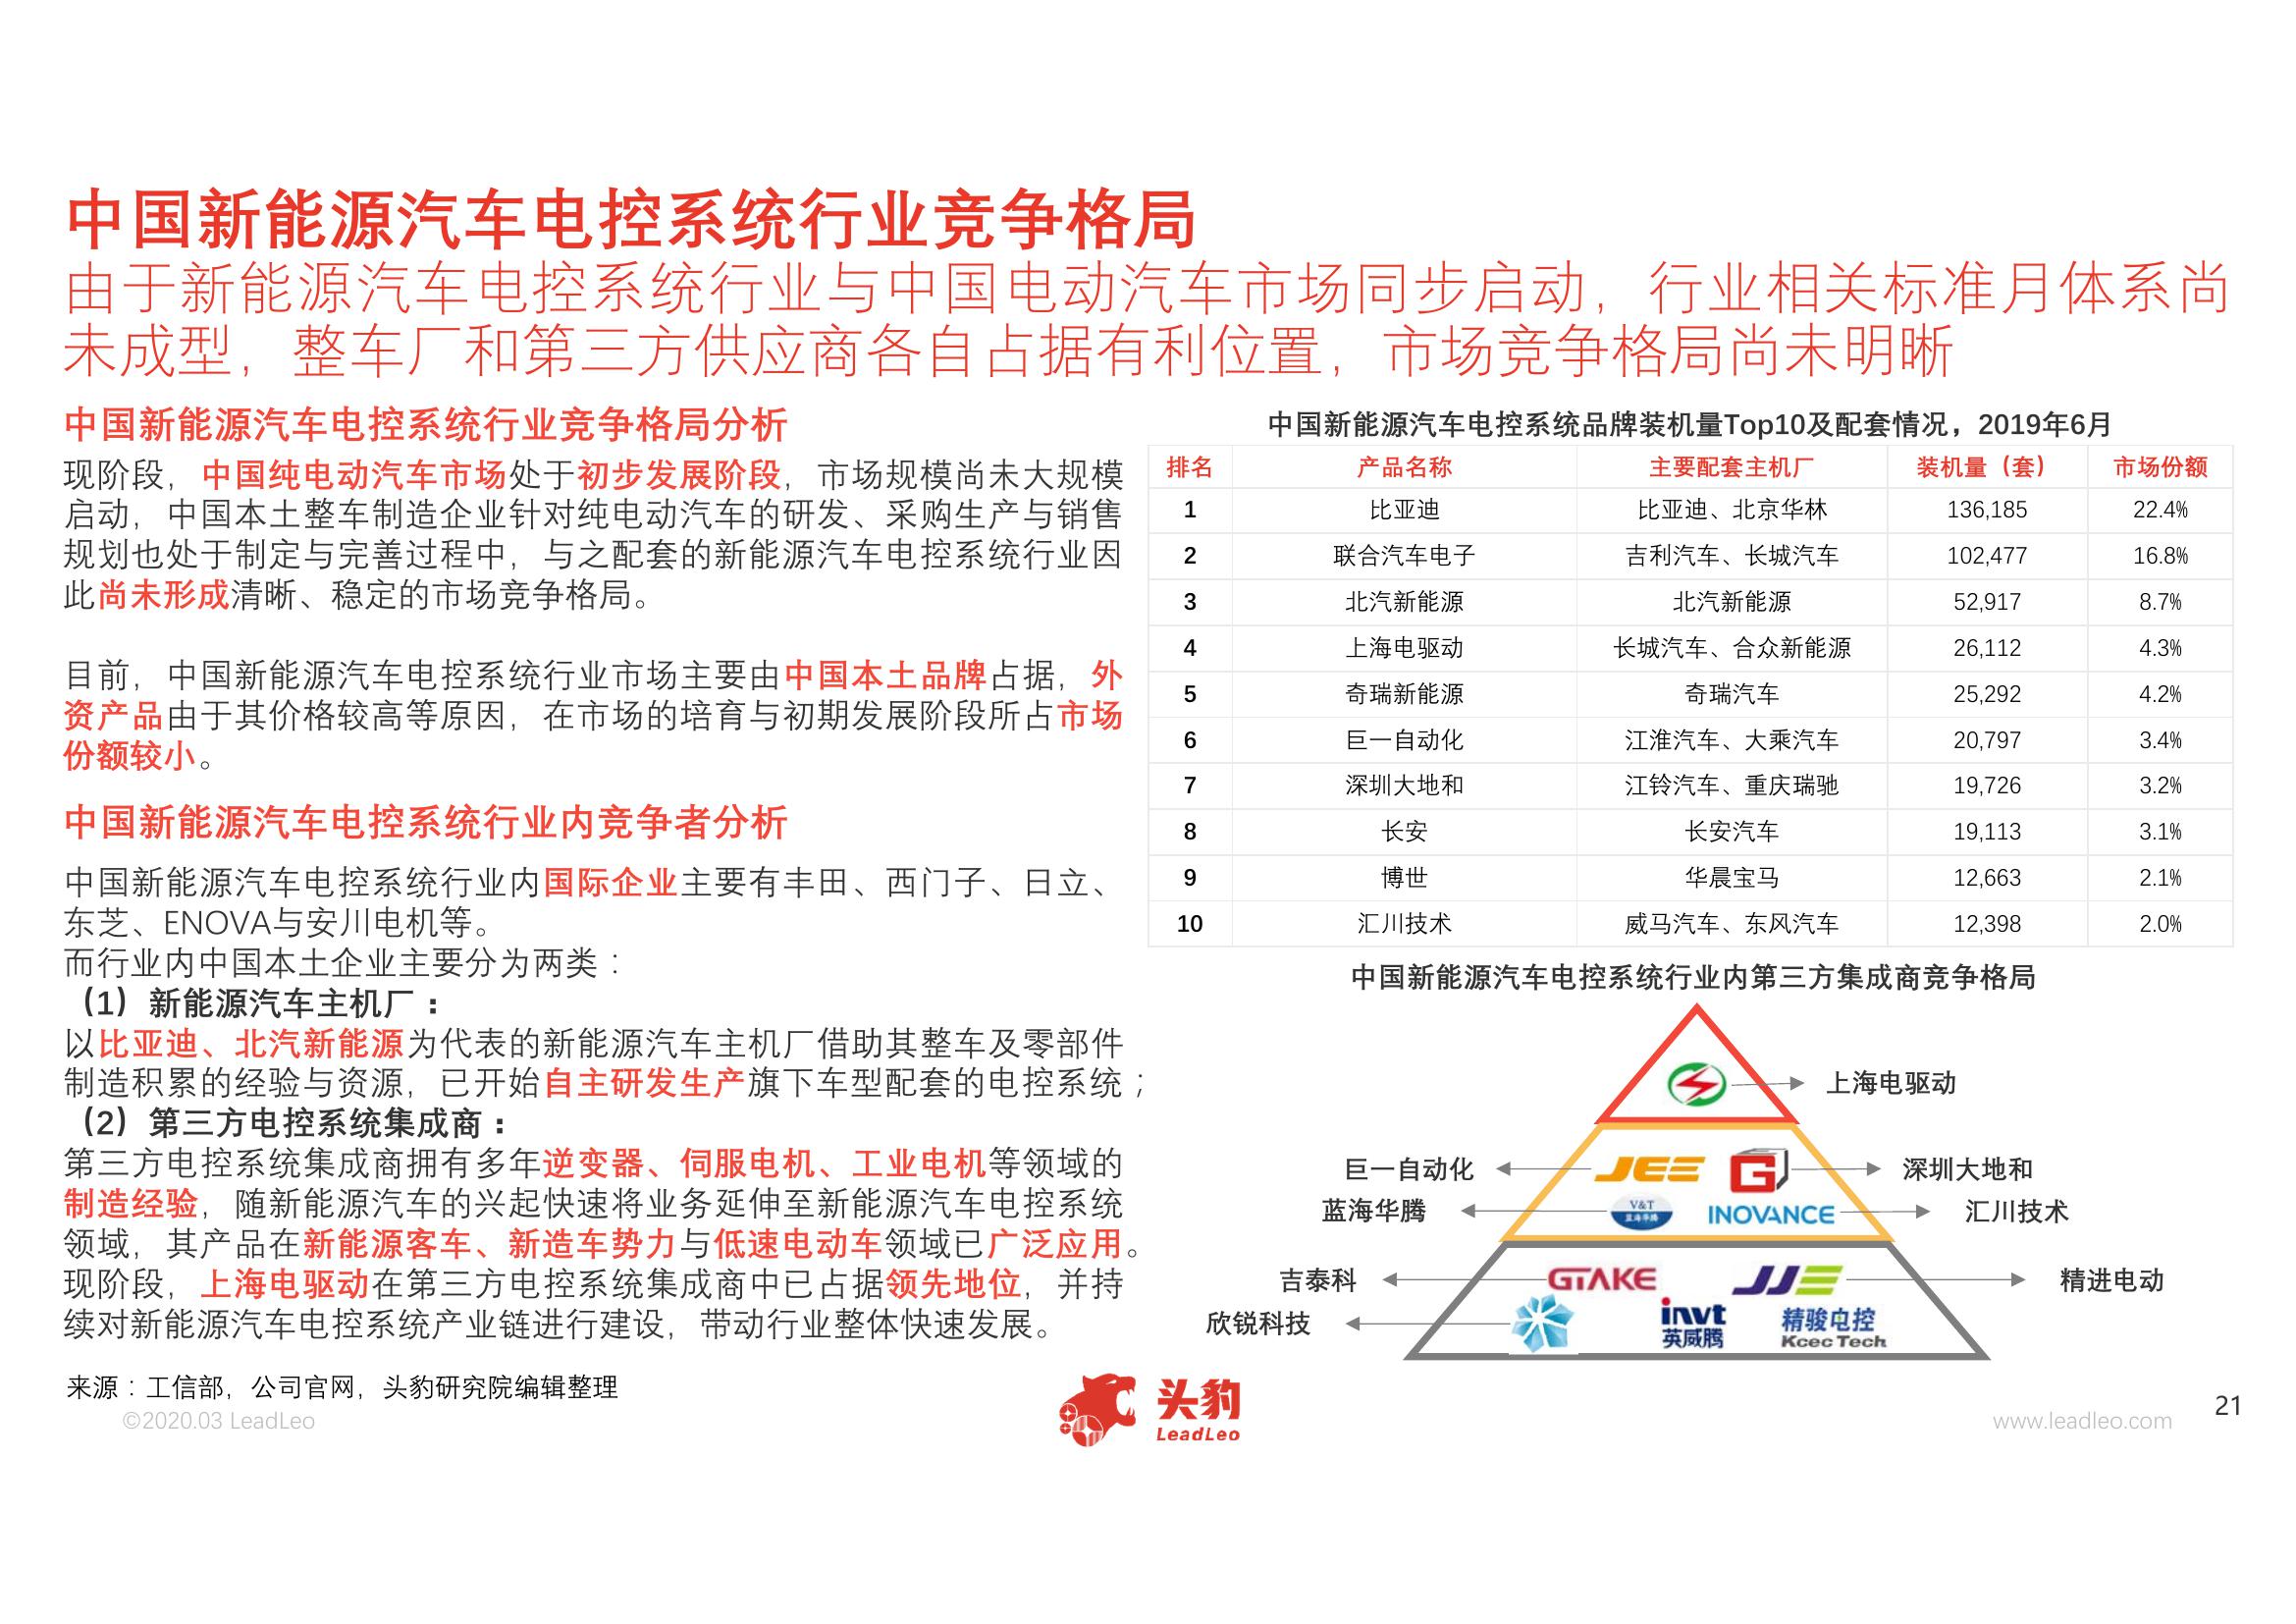 中国新能源汽车电控系统行业竞争格局
由于新能源汽车电控系统行业与中国电动汽车市场同步启动，行业相关标准月体系尚
未成型，整车厂和第三方供应商各自占据有利位置，市场竞争格局尚未明晰
中国新能源汽车电控系统行业竞争格局分析
现阶段，中国纯电动汽车市场处于初步发展阶段，市场规模尚未大规模
启动，中国本土整车制造企业针对纯电动汽车的研发、采购生产与销售
规划也处于制定与完善过程中，与之配套的新能源汽车电控系统行业因
此尚未形成清晰、稳定的市场竞争格局。
目前，中国新能源汽车电控系统行业市场主要由中国本土品牌占据，外
资产品由于其价格较高等原因，在市场的培育与初期发展阶段所占市场
份额较小。
中国新能源汽车电控系统行业内竞争者分析
中国新能源汽车电控系统行业内国际企业主要有丰田、西门子、日立、
东芝、ENOVA与安川电机等。
而行业内中国本土企业主要分为两类：
（1）新能源汽车主机厂：
以比亚迪、北汽新能源为代表的新能源汽车主机厂借助其整车及零部件
制造积累的经验与资源，已开始自主研发生产旗下车型配套的电控系统；
（2）第三方电控系统集成商：
第三方电控系统集成商拥有多年逆变器、伺服电机、工业电机等领域的
制造经验，随新能源汽车的兴起快速将业务延伸至新能源汽车电控系统
领域，其产品在新能源客车、新造车势力与低速电动车领域已广泛应用。
现阶段，上海电驱动在第三方电控系统集成商中已占据领先地位，并持
续对新能源汽车电控系统产业链进行建设，带动行业整体快速发展。
中国新能源汽车电控系统品牌装机量Top10及配套情况，2019年6月
排名 产品名称 主要配套主机厂 装机量（套） 市场份额
1 比亚迪 比亚迪、北京华林 136,185 22.4%
2 联合汽车电子 吉利汽车、长城汽车 102,477 16.8%
3 北汽新能源 北汽新能源 52,917 8.7%
4 上海电驱动 长城汽车、合众新能源 26,112 4.3%
5 奇瑞新能源 奇瑞汽车 25,292 4.2%
6 巨一自动化 江淮汽车、大乘汽车 20,797 3.4%
7 深圳大地和 江铃汽车、重庆瑞驰 19,726 3.2%
8 长安 长安汽车 19,113 3.1%
9 博世 华晨宝马 12,663 2.1%
10 汇川技术 威马汽车、东风汽车 12,398 2.0%
中国新能源汽车电控系统行业内第三方集成商竞争格局
上海电驱动
巨一自动化 JEE G 深圳大地和
蓝海华腾 V&T 蓝海华腾 INOVANCE 汇川技术
吉泰科 GTAKE JJE 精进电动
欣锐科技 invt 英威腾 精骏电控 Kcec Tech
来源：工信部，公司官网，头豹研究院编辑整理
©2020.03 LeadLeo
头豹
LeadLeo
www.leadleo.com
21